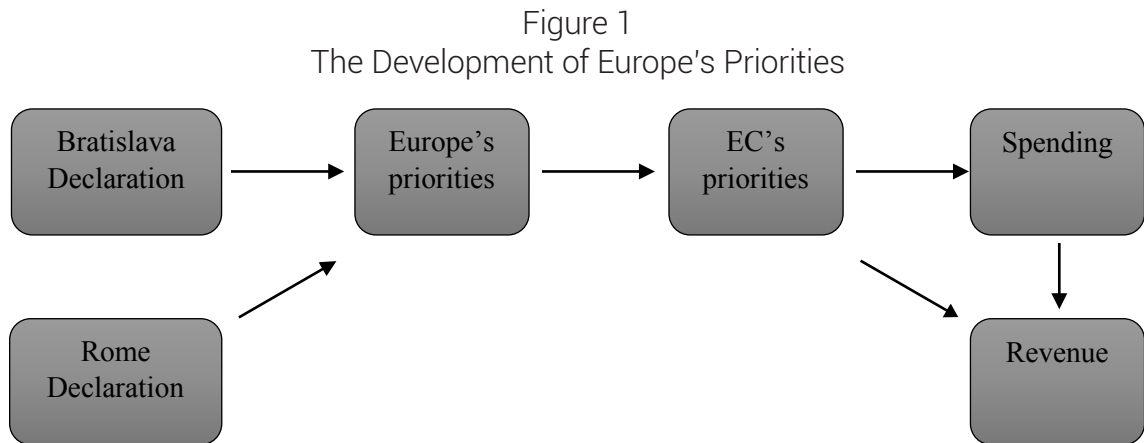 Figure 1
The Development of Europe's Priorities
Bratislava
Declaration
Europe’s
priorities
EC’s
priorities
Spending
Rome
Declaration
Revenue